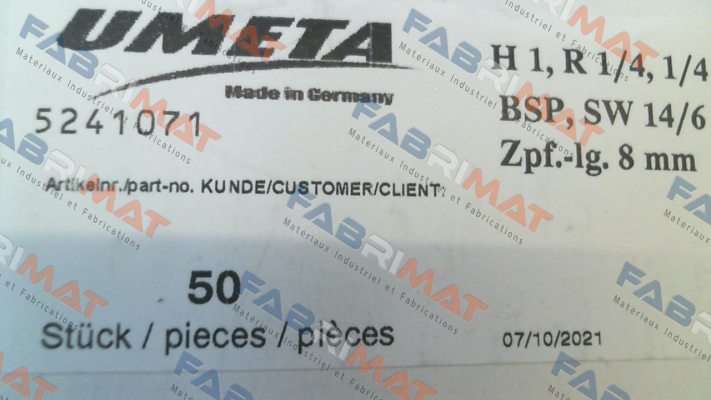 UMETA
Made in Germany
5241071
H 1, R 1/4, 1/4
BSP, SW 14/6
Zpf.-lg. 8 mm
Artikelnr./part-no. KUNDE/CUSTOMER/CLIENT:
50
Stück / pieces / pièces
07/10/2021
FABRIMAT
Matériaux Industriel et Fabrications